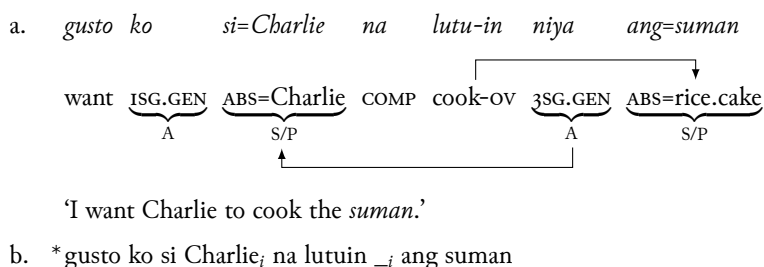 a. gusto ko si=Charlie na lutu-in niya ang=suman
want 1SG.GEN ABS=Charlie COMP cook-OV 3SG.GEN ABS=rice.cake
A S/P A S/P
‘I want Charlie to cook the suman.’
b. *gusto ko si Charlieᵢ na lutuin _ᵢ ang suman